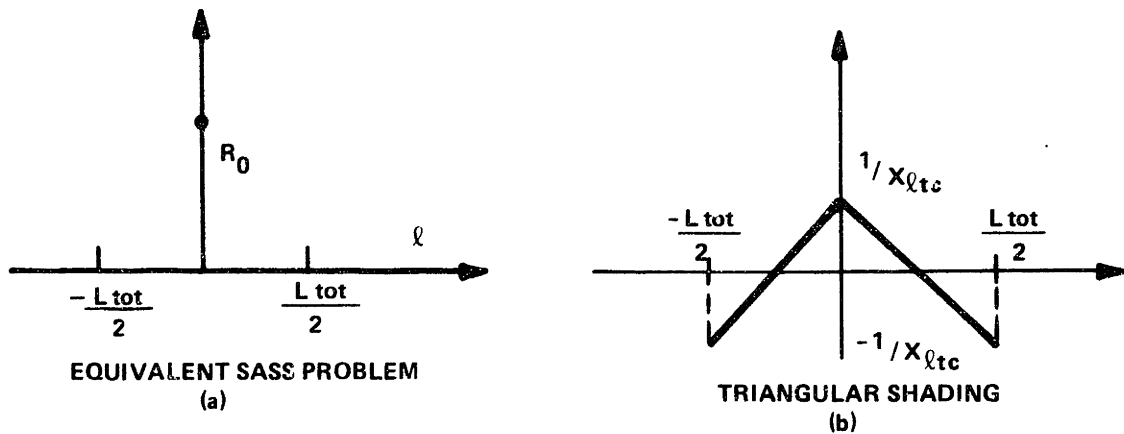 R0
ℓ
-L tot/2
L tot/2
EQUIVALENT SASS PROBLEM
(a)
1/Xℓtc
-L tot/2
L tot/2
-1/Xℓtc
TRIANGULAR SHADING
(b)